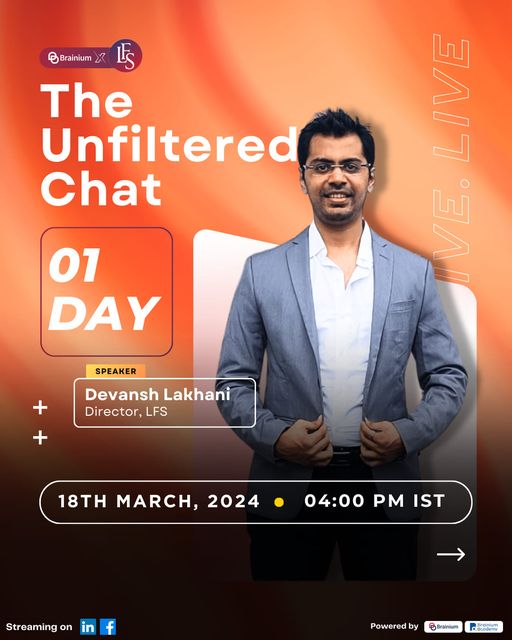 Brainium X LFS
The
Unfiltered
Chat
LIVE. LIVE
01
DAY
SPEAKER
Devansh Lakhani
Director, LFS
18TH MARCH, 2024 04:00 PM IST
Streaming on in f
Powered by Brainium Brainium Academy